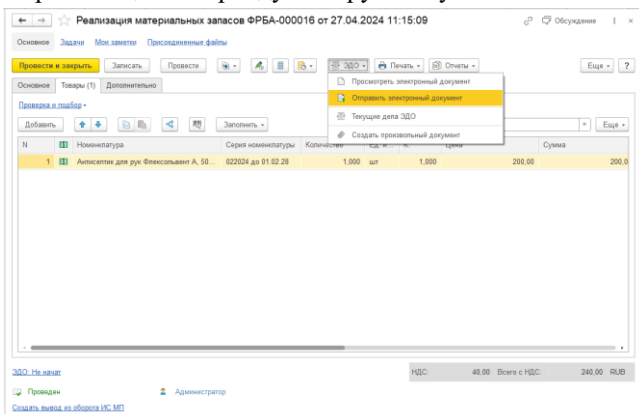 Реализация материальных запасов ФРБА-000016 от 27.04.2024 11:15:09
Обсуждение
Основное Задачи Мои заметки Присоединенные файлы
Провести и закрыть Записать Провести ЭДО Печать Отчеты Еще ?
Основное Товары (1) Дополнительно
Просмотреть электронный документ
Отправить электронный документ
Текущие дела ЭДО
Создать произвольный документ
Проверка и подбор
Добавить Заполнить × Еще
N Номенклатура Серия номенклатуры Количество Цена Сумма
1 Антисептик для рук Флексольвент А, 50... 022024 до 01.02.28 1,000 шт 1,000 200,00 200,0
ЭДО: Не начат НДС: 40,00 Всего с НДС: 240,00 RUB
Проведен Администратор
Создать вывод из оборота ИС МП